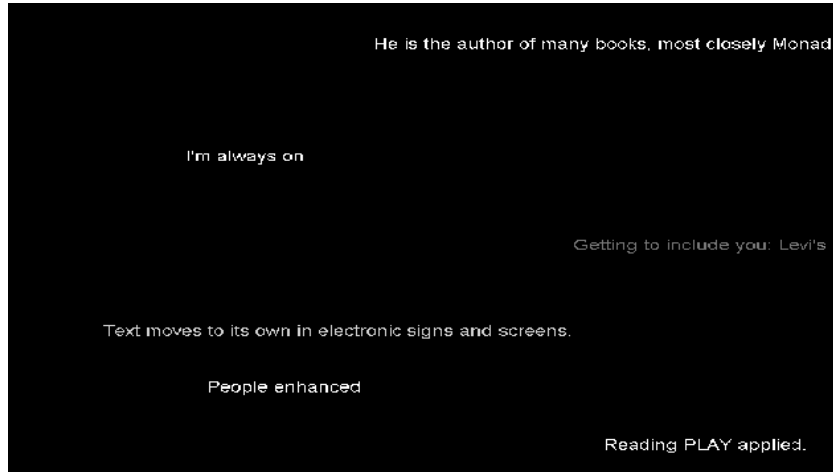 He is the author of many books, most closely Monad
I'm always on
Getting to include you: Levi's
Text moves to its own in electronic signs and screens.
People enhanced
Reading PLAY applied.